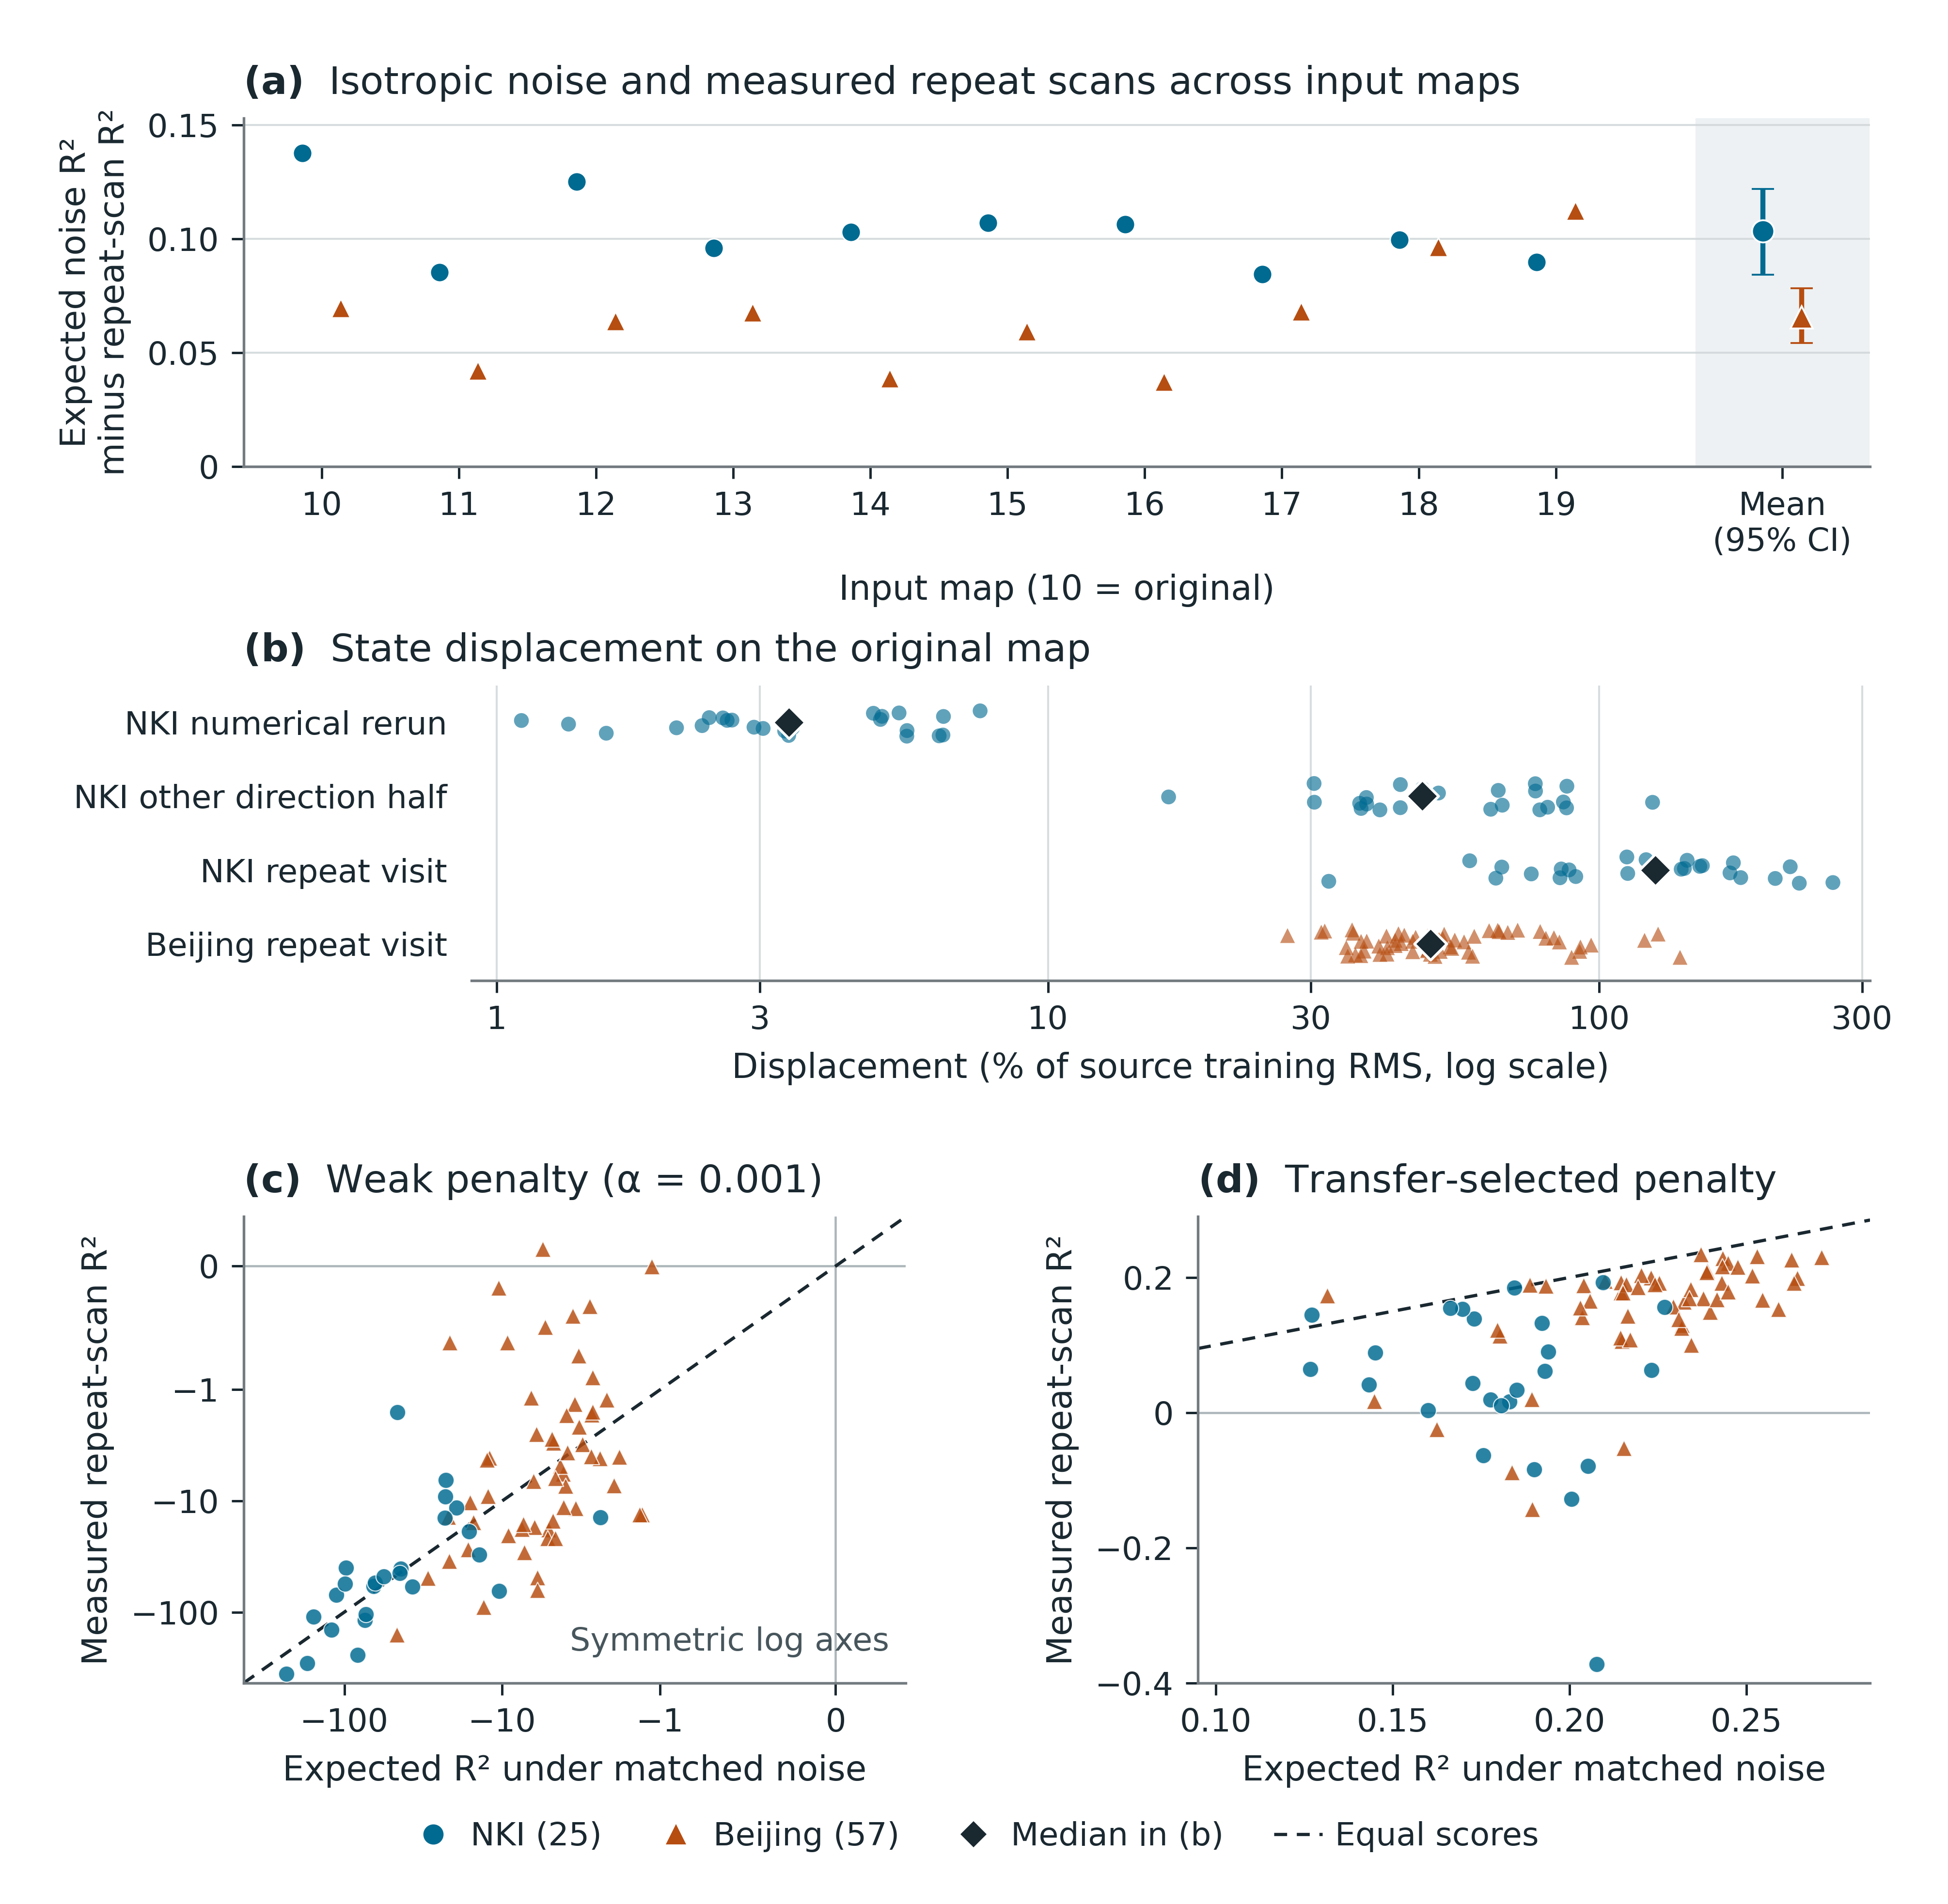 (a) Isotropic noise and measured repeat scans across input maps
Expected noise R²
minus repeat-scan R²
0.15
0.10
0.05
0
10 11 12 13 14 15 16 17 18 19 Mean
(95% CI)
Input map (10 = original)
(b) State displacement on the original map
NKI numerical rerun
NKI other direction half
NKI repeat visit
Beijing repeat visit
1 3 10 30 100 300
Displacement (% of source training RMS, log scale)
(c) Weak penalty (α = 0.001)
Measured repeat-scan R²
0
−1
−10
−100
Symmetric log axes
−100 −10 −1 0
Expected R² under matched noise
(d) Transfer-selected penalty
Measured repeat-scan R²
0.2
0
−0.2
−0.4
0.10 0.15 0.20 0.25
Expected R² under matched noise
NKI (25) Beijing (57) Median in (b) Equal scores